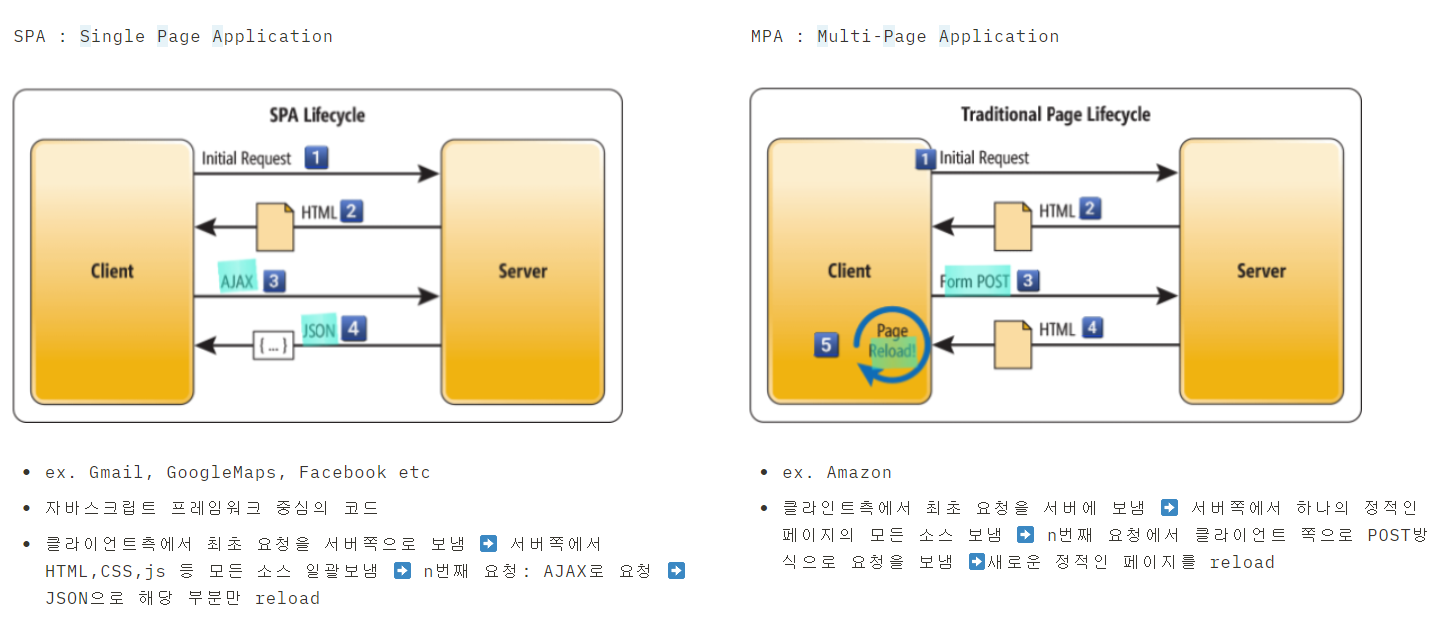 SPA : Single Page Application
SPA Lifecycle
Initial Request 1
HTML 2
Client
Server
AJAX 3
JSON 4
{ ... }
• ex. Gmail, GoogleMaps, Facebook etc
• 자바스크립트 프레임워크 중심의 코드
• 클라이언트측에서 최초 요청을 서버쪽으로 보냄 ➡ 서버쪽에서
HTML,CSS,js 등 모든 소스 일괄보냄 ➡ n번째 요청: AJAX로 요청 ➡
JSON으로 해당 부분만 reload
MPA : Multi-Page Application
Traditional Page Lifecycle
1 Initial Request
HTML 2
Client
Server
Form POST 3
HTML 4
5
Page
Reload!
• ex. Amazon
• 클라인트측에서 최초 요청을 서버에 보냄 ➡ 서버쪽에서 하나의 정적인
페이지의 모든 소스 보냄 ➡ n번째 요청에서 클라이언트 쪽으로 POST방
식으로 요청을 보냄 ➡새로운 정적인 페이지를 reload